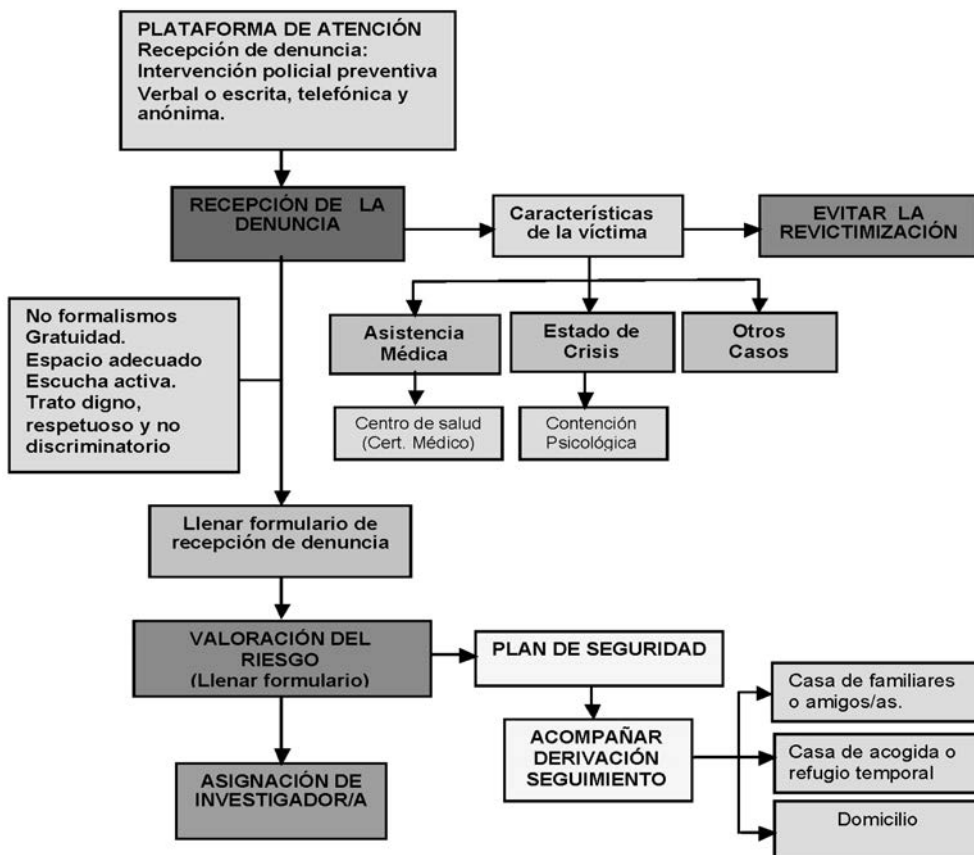 PLATAFORMA DE ATENCIÓN
Recepción de denuncia:
Intervención policial preventiva
Verbal o escrita, telefónica y
anónima.
RECEPCIÓN DE LA
DENUNCIA
Características
de la víctima
EVITAR LA
REVICTIMIZACIÓN
No formalismos
Gratuidad.
Espacio adecuado
Escucha activa.
Trato digno,
respetuoso y no
discriminatorio
Asistencia
Médica
Estado de
Crisis
Otros
Casos
Centro de salud
(Cert. Médico)
Contención
Psicológica
Llenar formulario de
recepción de denuncia
VALORACIÓN DEL
RIESGO
(Llenar formulario)
PLAN DE SEGURIDAD
ACOMPAÑAR
DERIVACIÓN
SEGUIMIENTO
Casa de familiares
o amigos/as.
Casa de acogida o
refugio temporal
Domicilio
ASIGNACIÓN DE
INVESTIGADOR/A